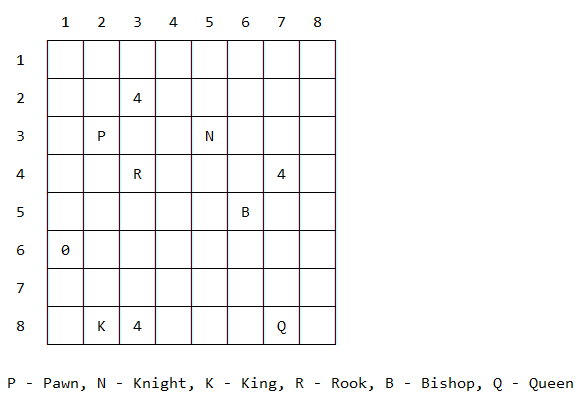 1 2 3 4 5 6 7 8
1
2 4
3 P N
4 R 4
5 B
6 0
7
8 K 4 Q
P - Pawn, N - Knight, K - King, R - Rook, B - Bishop, Q - Queen